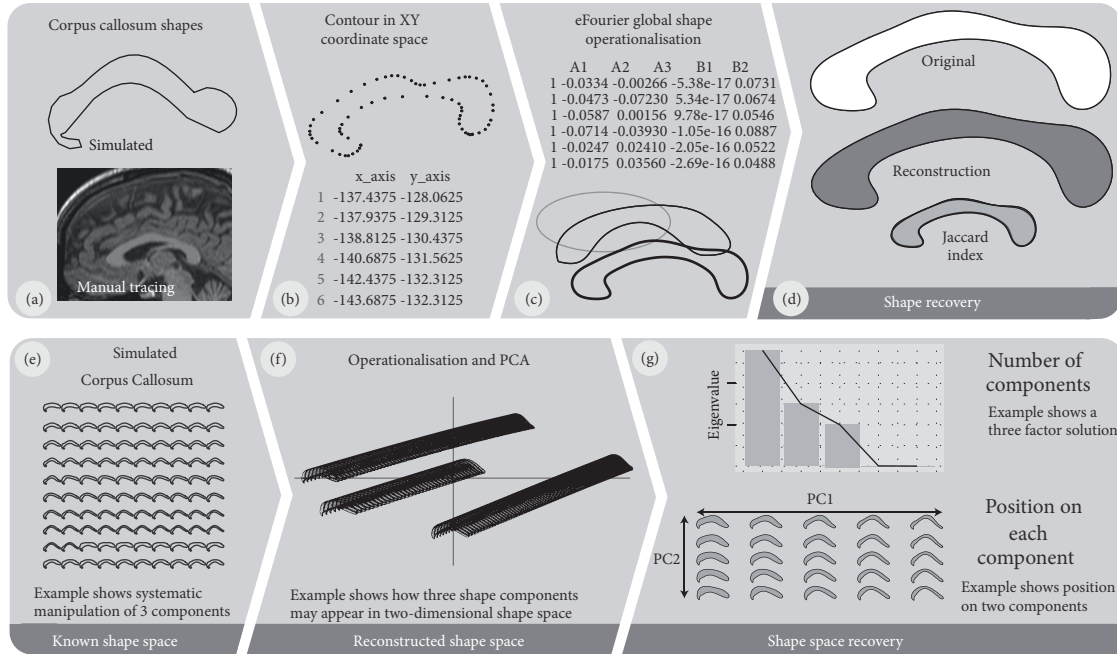 Corpus callosum shapes
Simulated
Manual tracing
(a)
Contour in XY
coordinate space
x_axis y_axis
1 -137.4375 -128.0625
2 -137.9375 -129.3125
3 -138.8125 -130.4375
4 -140.6875 -131.5625
5 -142.4375 -132.3125
6 -143.6875 -132.3125
(b)
eFourier global shape
operationalisation
A1 A2 A3 B1 B2
1 -0.0334 -0.00266 -5.38e-17 0.0731
1 -0.0473 -0.07230 5.34e-17 0.0674
1 -0.0587 0.00156 9.78e-17 0.0546
1 -0.0714 -0.03930 -1.05e-16 0.0887
1 -0.0247 0.02410 -2.05e-16 0.0522
1 -0.0175 0.03560 -2.69e-16 0.0488
(c)
Original
Reconstruction
Jaccard
index
(d)
Shape recovery
(e)
Simulated
Corpus Callosum
Example shows systematic
manipulation of 3 components
Known shape space
(f)
Operationalisation and PCA
Example shows how three shape components
may appear in two-dimensional shape space
Reconstructed shape space
(g)
Eigenvalue
Number of
components
Example shows a
three factor solution
PC1
PC2
Position on
each
component
Example shows position
on two components
Shape space recovery